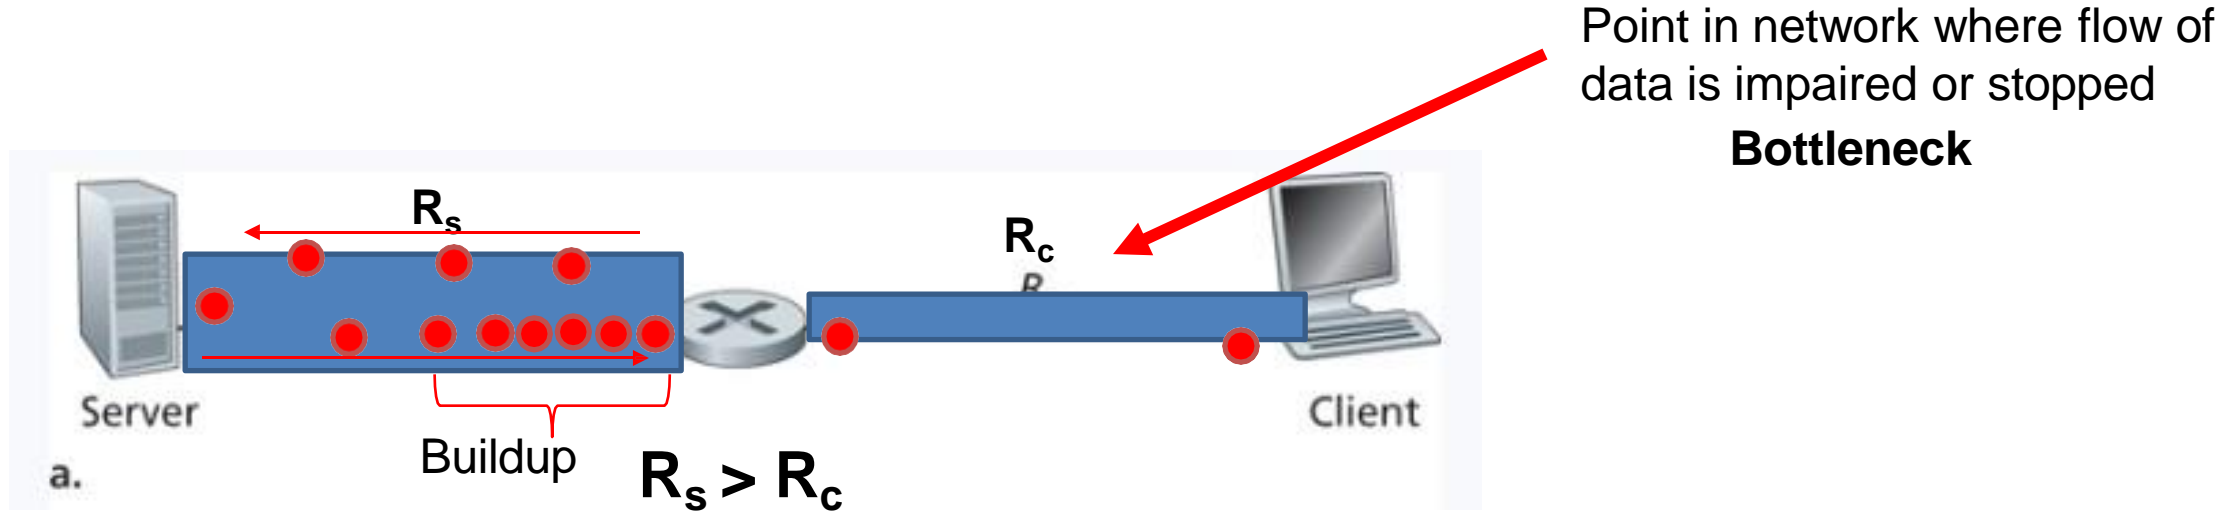 Point in network where flow of
data is impaired or stopped
Bottleneck
Rs
Rc
R
Server
Client
Buildup
a.
Rs > Rc